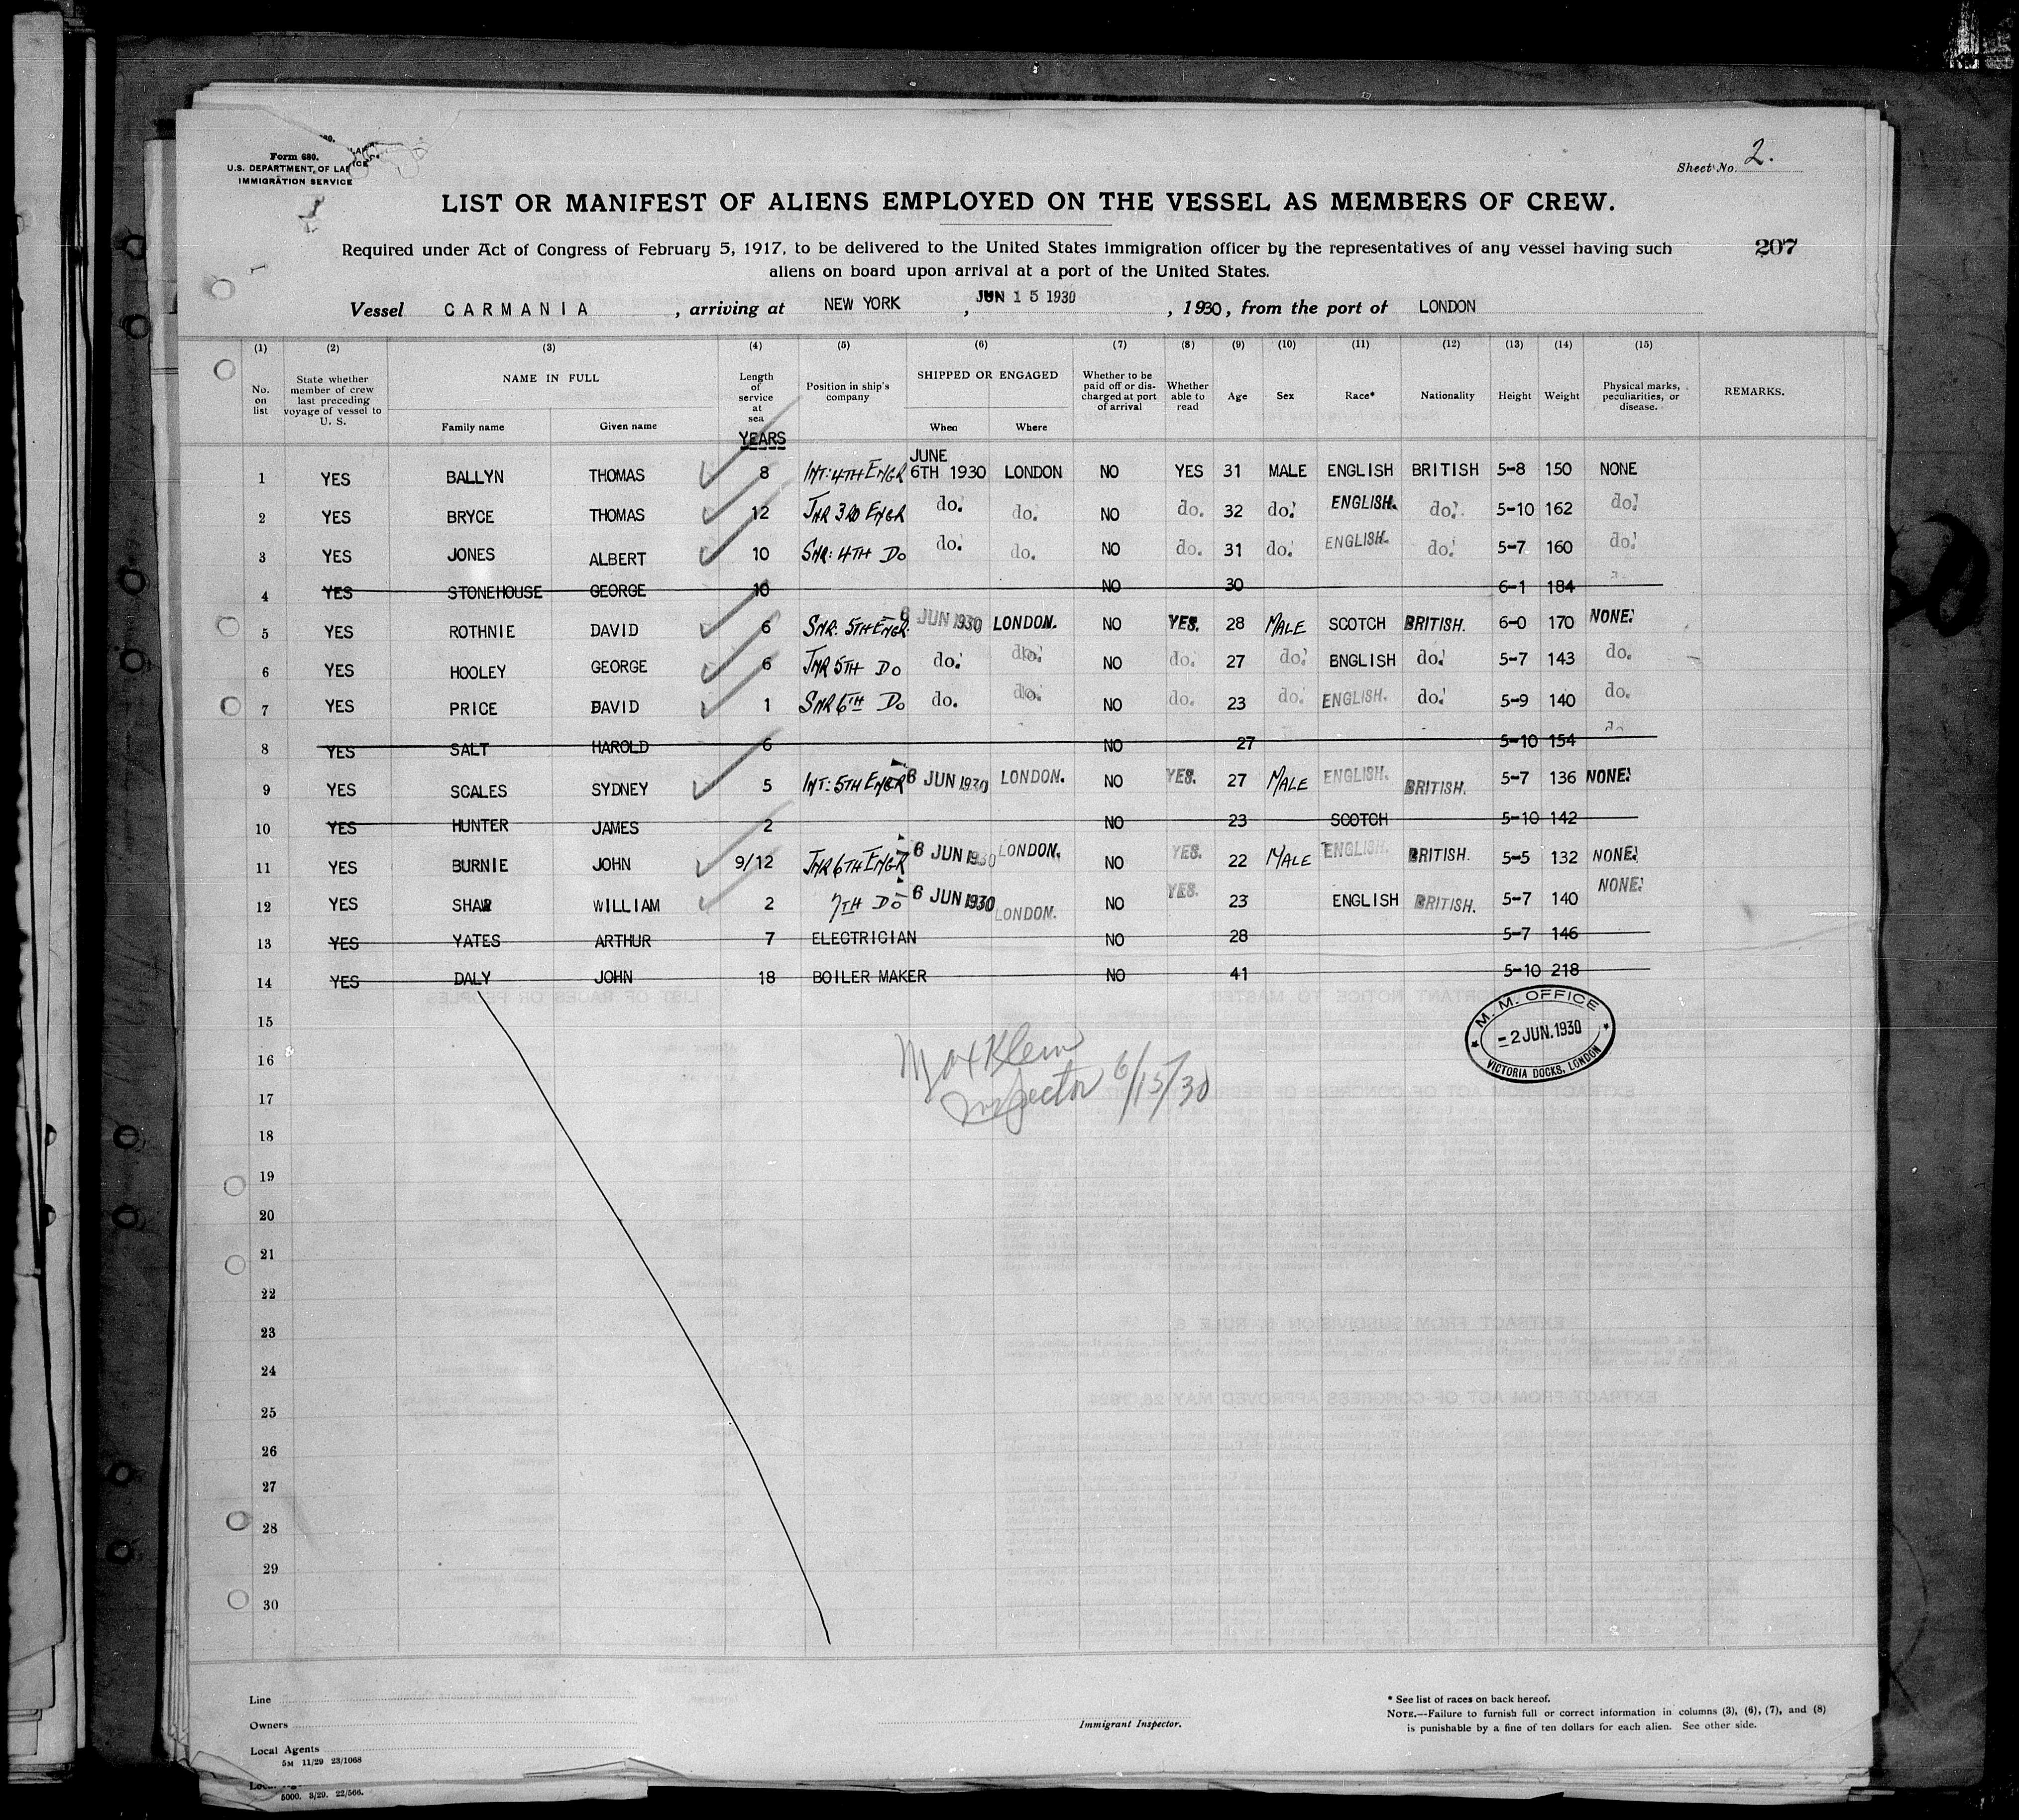 Form 680.
U.S. DEPARTMENT OF LAB
IMMIGRATION SERVICE
Sheet No. 2.
LIST OR MANIFEST OF ALIENS EMPLOYED ON THE VESSEL AS MEMBERS OF CREW.
Required under Act of Congress of February 5, 1917, to be delivered to the United States immigration officer by the representatives of any vessel having such
aliens on board upon arrival at a port of the United States.
207
Vessel CARMANIA, arriving at NEW YORK, JUN 15 1930, 1930, from the port of LONDON
(1) (2) (3) (4) (5) (6) (7) (8) (9) (10) (11) (12) (13) (14) (15)
No. on list
State whether member of crew last preceding voyage of vessel to U. S.
NAME IN FULL
Family name Given name
Length of service at sea
YEARS
Position in ship's company
SHIPPED OR ENGAGED
When Where
Whether to be paid off or discharged at port of arrival
Whether able to read
Age Sex Race* Nationality Height Weight
Physical marks, peculiarities, or disease.
REMARKS.
1 YES BALLYN THOMAS 8 INT: 4TH ENGR JUNE 6TH 1930 LONDON NO YES 31 MALE ENGLISH BRITISH 5-8 150 NONE
2 YES BRYCE THOMAS 12 JNR 3RD ENGR do. do. NO do. 32 do. ENGLISH. do. 5-10 162 do.
3 YES JONES ALBERT 10 SNR: 4TH DO do. do. NO do. 31 do. ENGLISH. do. 5-7 160 do.
4 YES STONEHOUSE GEORGE 10 NO 30 6-1 184
5 YES ROTHNIE DAVID 6 SNR. 5TH ENGR. 6 JUN 1930 LONDON. NO YES. 28 MALE SCOTCH BRITISH. 6-0 170 NONE.
6 YES HOOLEY GEORGE 6 JNR 5TH DO do. do. NO do. 27 do. BNGLISH do. 5-7 143 do.
7 YES PRICE DAVID 1 SNR 6TH DO do. do. NO do. 23 do. ENGLISH. do. 5-9 140 do.
8 YES SALT HAROLD 6 NO 27 5-10 154
9 YES SCALES SYDNEY 5 INT: 5TH ENGR 6 JUN 1930 LONDON. NO YES. 27 MALE ENGLISH. BRITISH. 5-7 136 NONE.
10 YES HUNTER JAMES 2 NO 23 SCOTCH 5-10 142
11 YES BURNIE JOHN 9/12 JNR 6TH ENGR 6 JUN 1930 LONDON. NO YES. 22 MALE ENGLISH. BRITISH. 5-5 132 NONE.
12 YES SHAW WILLIAM 2 7TH DO 6 JUN 1930 LONDON. NO YES. 23 ENGLISH BRITISH. 5-7 140 NONE.
13 YES YATES ARTHUR 7 ELECTRICIAN NO 28 5-7 146
14 YES DALY JOHN 18 BOILER MAKER NO 41 5-10 218
15
16
17
18
19
20
21
22
23
24
25
26
27
28
29
30
M. M. OFFICE
-2 JUN. 1930
VICTORIA DOCKS, LONDON
Max Klein
Inspector 6/15/30
Line
Owners
Local Agents
5M 11/29 23/1068
5000. 3/29. 22/566.
Immigrant Inspector.
* See list of races on back hereof.
NOTE.—Failure to furnish full or correct information in columns (3), (6), (7), and (8)
is punishable by a fine of ten dollars for each alien. See other side.